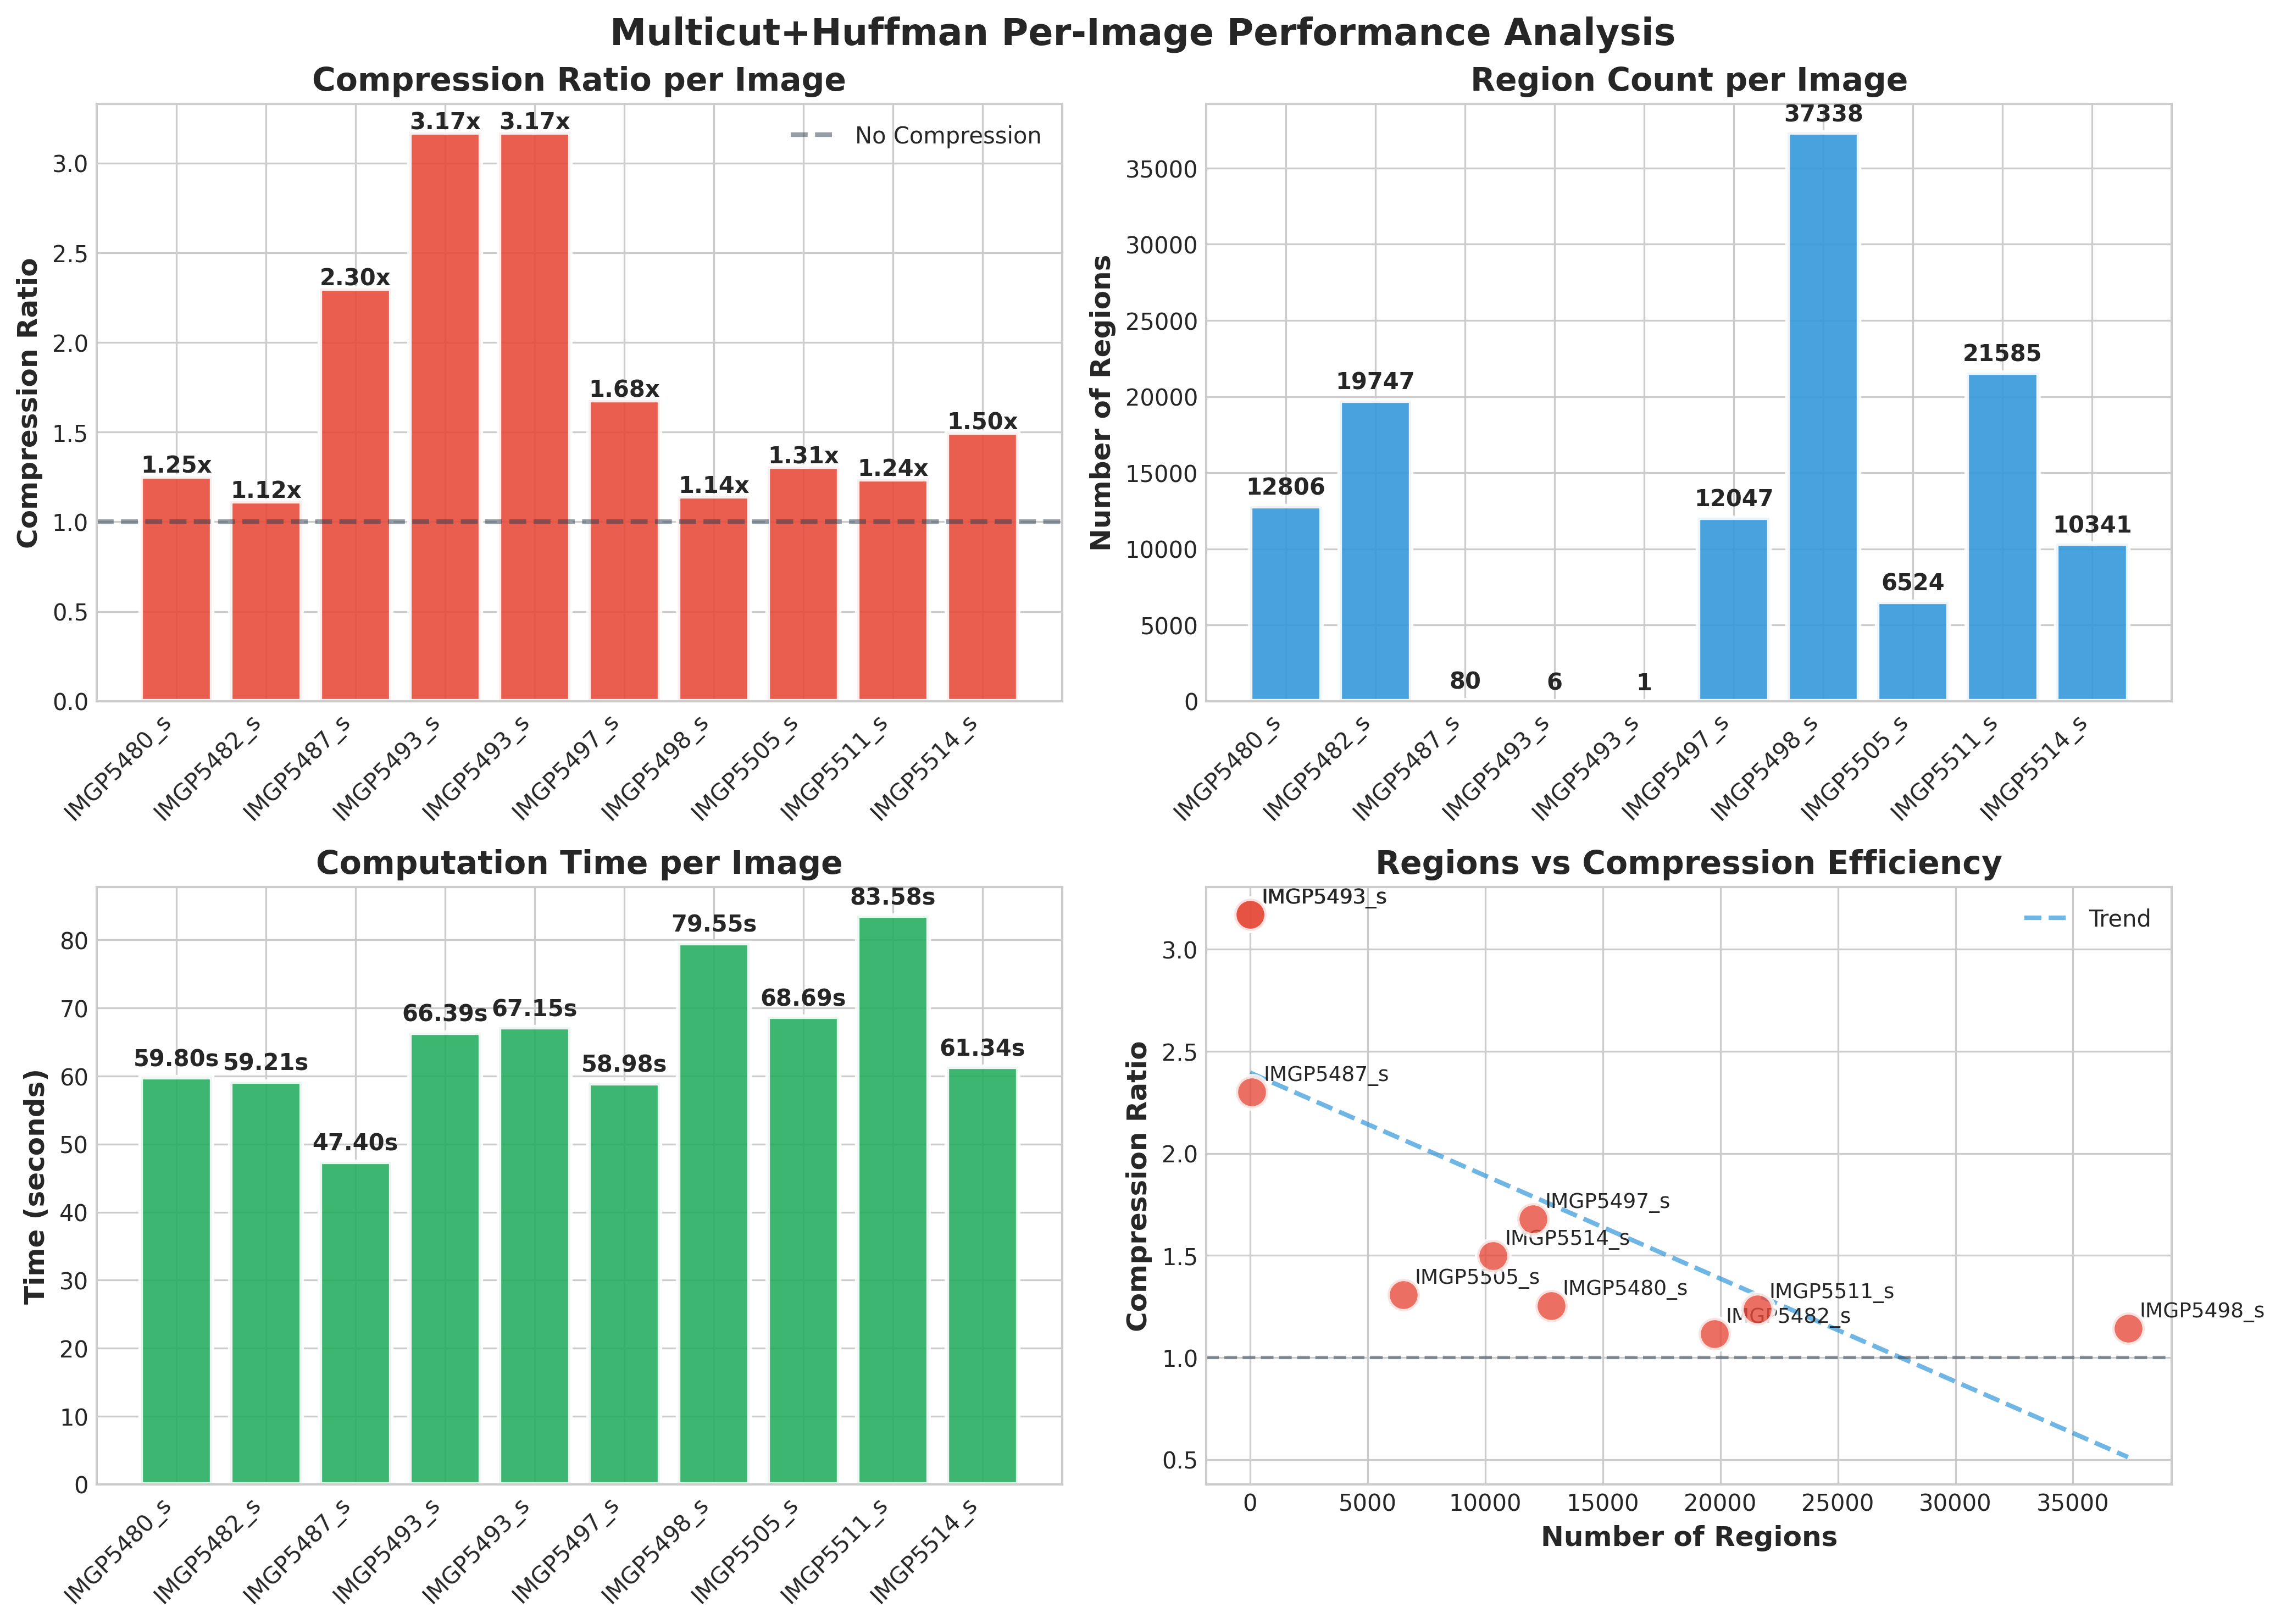 Multicut+Huffman Per-Image Performance Analysis
Compression Ratio per Image
Compression Ratio
3.0
2.5
2.0
1.5
1.0
0.5
0.0
1.25x
1.12x
2.30x
3.17x
3.17x
1.68x
1.14x
1.31x
1.24x
1.50x
No Compression
IMGP5480_s
IMGP5482_s
IMGP5487_s
IMGP5493_s
IMGP5493_s
IMGP5497_s
IMGP5498_s
IMGP5505_s
IMGP5511_s
IMGP5514_s
Region Count per Image
Number of Regions
35000
30000
25000
20000
15000
10000
5000
0
12806
19747
80
6
1
12047
37338
6524
21585
10341
IMGP5480_s
IMGP5482_s
IMGP5487_s
IMGP5493_s
IMGP5493_s
IMGP5497_s
IMGP5498_s
IMGP5505_s
IMGP5511_s
IMGP5514_s
Computation Time per Image
Time (seconds)
80
70
60
50
40
30
20
10
0
59.80s
59.21s
47.40s
66.39s
67.15s
58.98s
79.55s
68.69s
83.58s
61.34s
IMGP5480_s
IMGP5482_s
IMGP5487_s
IMGP5493_s
IMGP5493_s
IMGP5497_s
IMGP5498_s
IMGP5505_s
IMGP5511_s
IMGP5514_s
Regions vs Compression Efficiency
Compression Ratio
3.0
2.5
2.0
1.5
1.0
0.5
IMGP5493_s
Trend
IMGP5487_s
IMGP5497_s
IMGP5514_s
IMGP5505_s
IMGP5480_s
IMGP5511_s
IMGP5482_s
IMGP5498_s
0 5000 10000 15000 20000 25000 30000 35000
Number of Regions